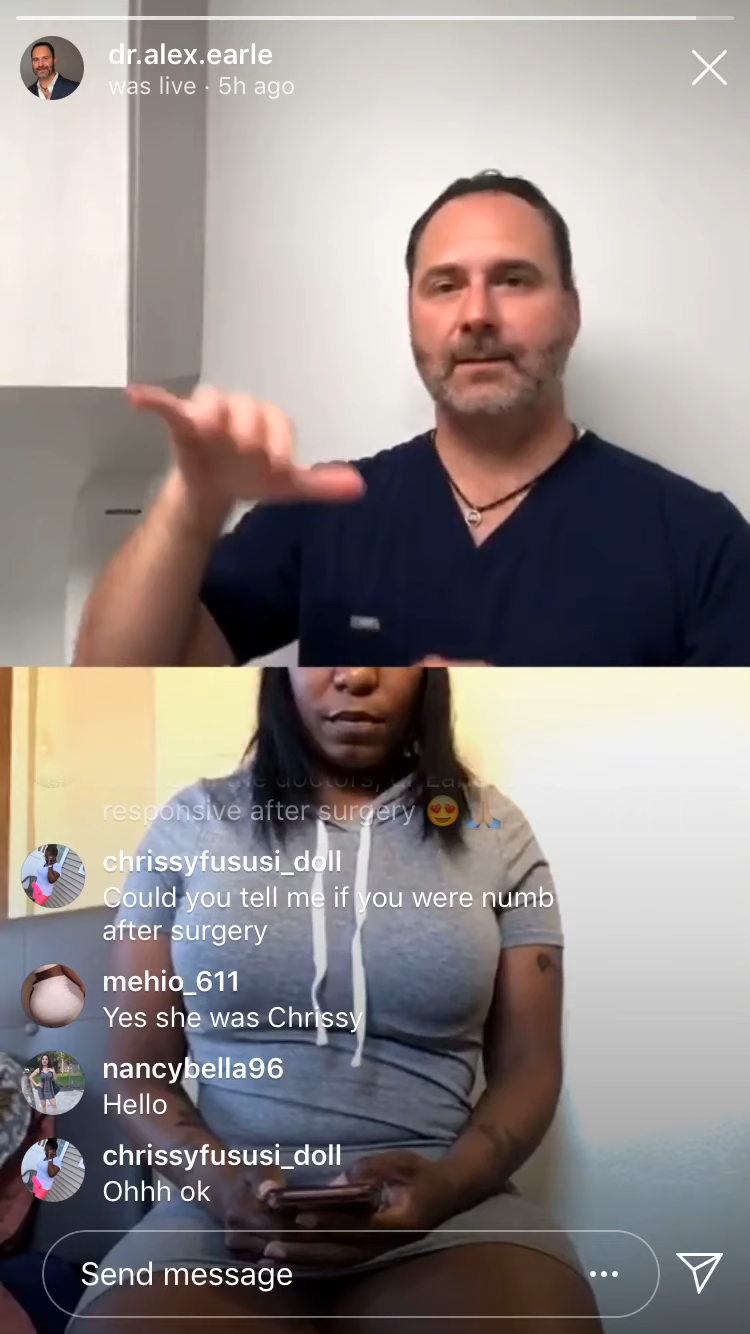 dr.alex.earle
was live · 5h ago
doctors,
responsive after surgery 😍🙏🏼
chrissyfususi_doll
Could you tell me if you were numb
after surgery
mehio_611
Yes she was Chrissy
nancybella96
Hello
chrissyfususi_doll
Ohhh ok
Send message